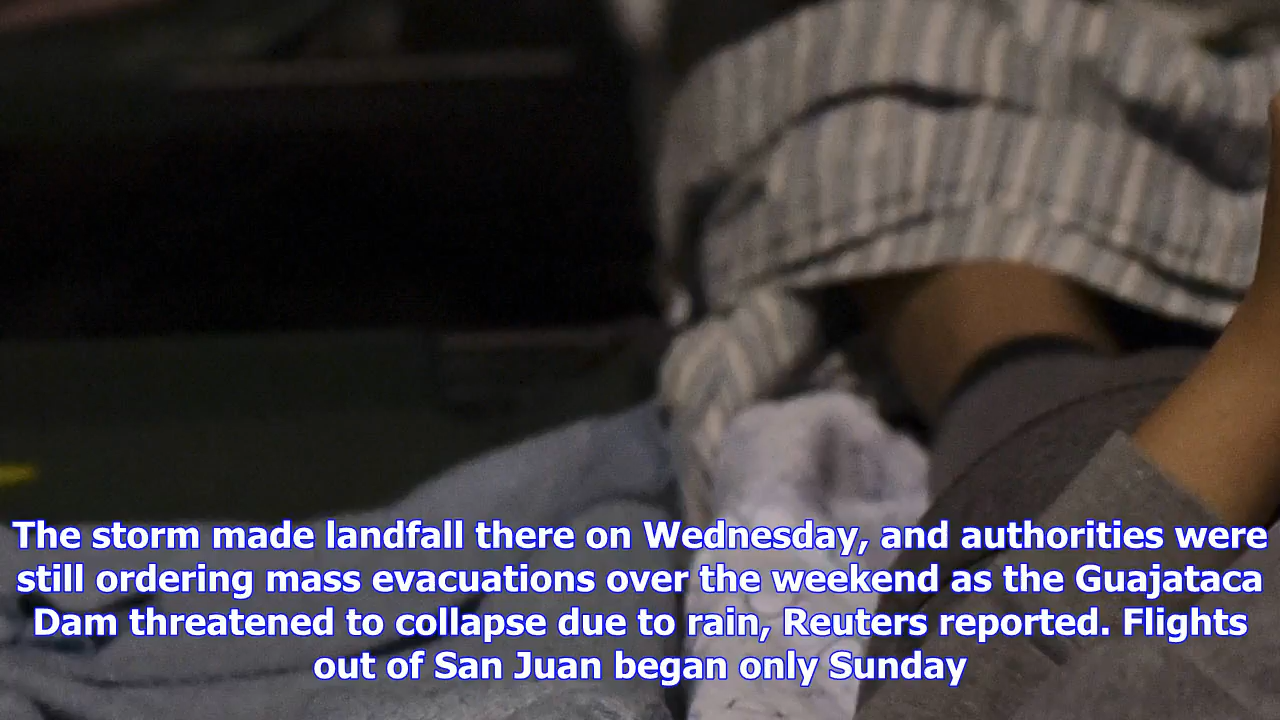 The storm made landfall there on Wednesday, and authorities were
still ordering mass evacuations over the weekend as the Guajataca
Dam threatened to collapse due to rain, Reuters reported. Flights
out of San Juan began only Sunday